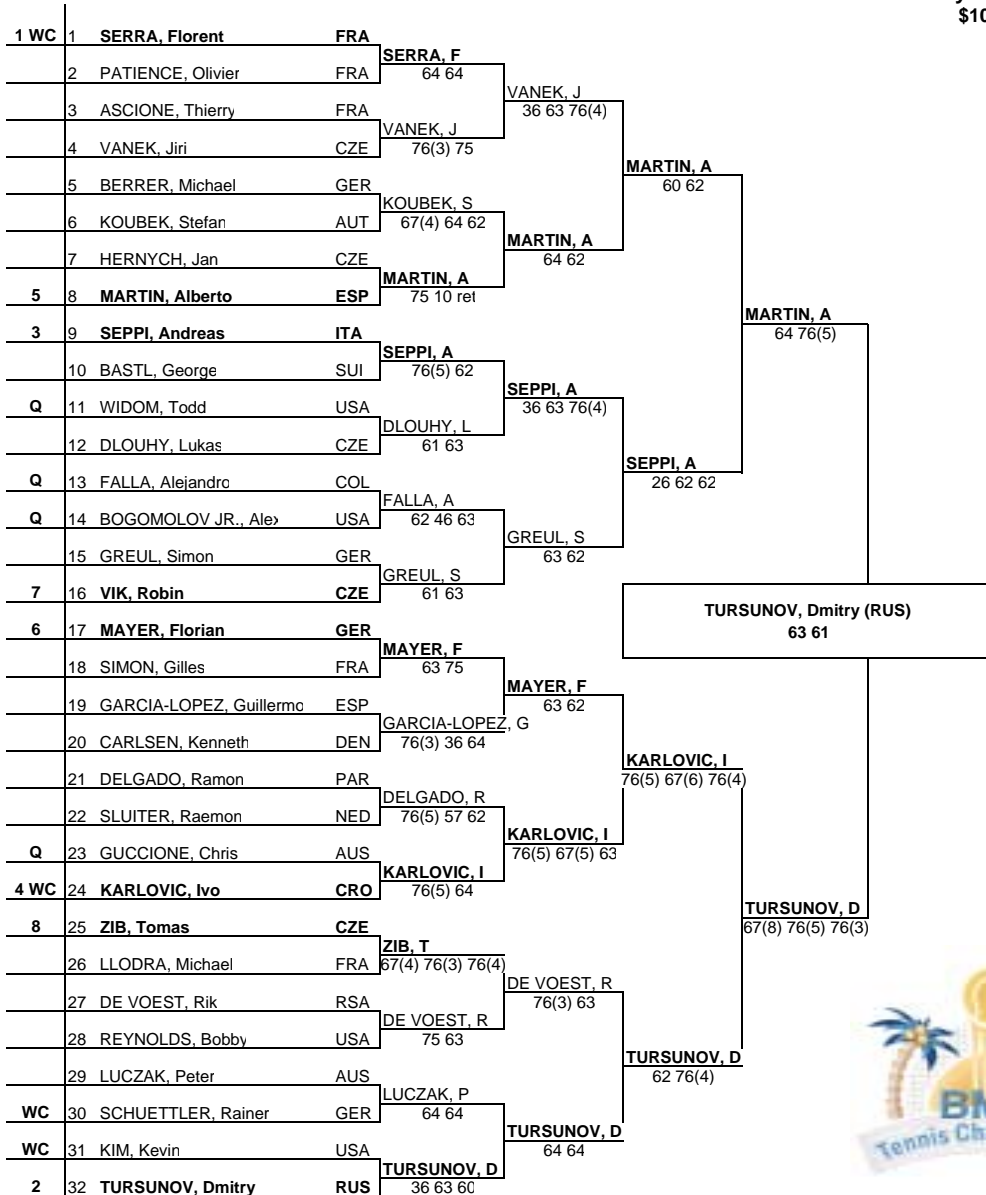 $10
1 WC 1 SERRA, Florent FRA
SERRA, F
2 PATIENCE, Olivier FRA 64 64
VANEK, J
3 ASCIONE, Thierry FRA 36 63 76(4)
VANEK, J
4 VANEK, Jiri CZE 76(3) 75
MARTIN, A
5 BERRER, Michael GER 60 62
KOUBEK, S
6 KOUBEK, Stefan AUT 67(4) 64 62
MARTIN, A
7 HERNYCH, Jan CZE 64 62
MARTIN, A
5 8 MARTIN, Alberto ESP 75 10 ret
MARTIN, A
3 9 SEPPI, Andreas ITA 64 76(5)
SEPPI, A
10 BASTL, George SUI 76(5) 62
SEPPI, A
Q 11 WIDOM, Todd USA 36 63 76(4)
DLOUHY, L
12 DLOUHY, Lukas CZE 61 63
SEPPI, A
Q 13 FALLA, Alejandro COL 26 62 62
FALLA, A
Q 14 BOGOMOLOV JR., Alex USA 62 46 63
GREUL, S
15 GREUL, Simon GER 63 62
GREUL, S
7 16 VIK, Robin CZE 61 63
TURSUNOV, Dmitry (RUS)
6 17 MAYER, Florian GER 63 61
MAYER, F
18 SIMON, Gilles FRA 63 75
MAYER, F
19 GARCIA-LOPEZ, Guillermo ESP 63 62
GARCIA-LOPEZ, G
20 CARLSEN, Kenneth DEN 76(3) 36 64
KARLOVIC, I
21 DELGADO, Ramon PAR 76(5) 67(6) 76(4)
DELGADO, R
22 SLUITER, Raemon NED 76(5) 57 62
KARLOVIC, I
Q 23 GUCCIONE, Chris AUS 76(5) 67(5) 63
KARLOVIC, I
4 WC 24 KARLOVIC, Ivo CRO 76(5) 64
TURSUNOV, D
8 25 ZIB, Tomas CZE 67(8) 76(5) 76(3)
ZIB, T
26 LLODRA, Michael FRA 67(4) 76(3) 76(4)
DE VOEST, R
27 DE VOEST, Rik RSA 76(3) 63
DE VOEST, R
28 REYNOLDS, Bobby USA 75 63
TURSUNOV, D
29 LUCZAK, Peter AUS 62 76(4)
LUCZAK, P
WC 30 SCHUETTLER, Rainer GER 64 64
TURSUNOV, D
WC 31 KIM, Kevin USA 64 64
TURSUNOV, D
2 32 TURSUNOV, Dmitry RUS 36 63 60
Tennis Ch